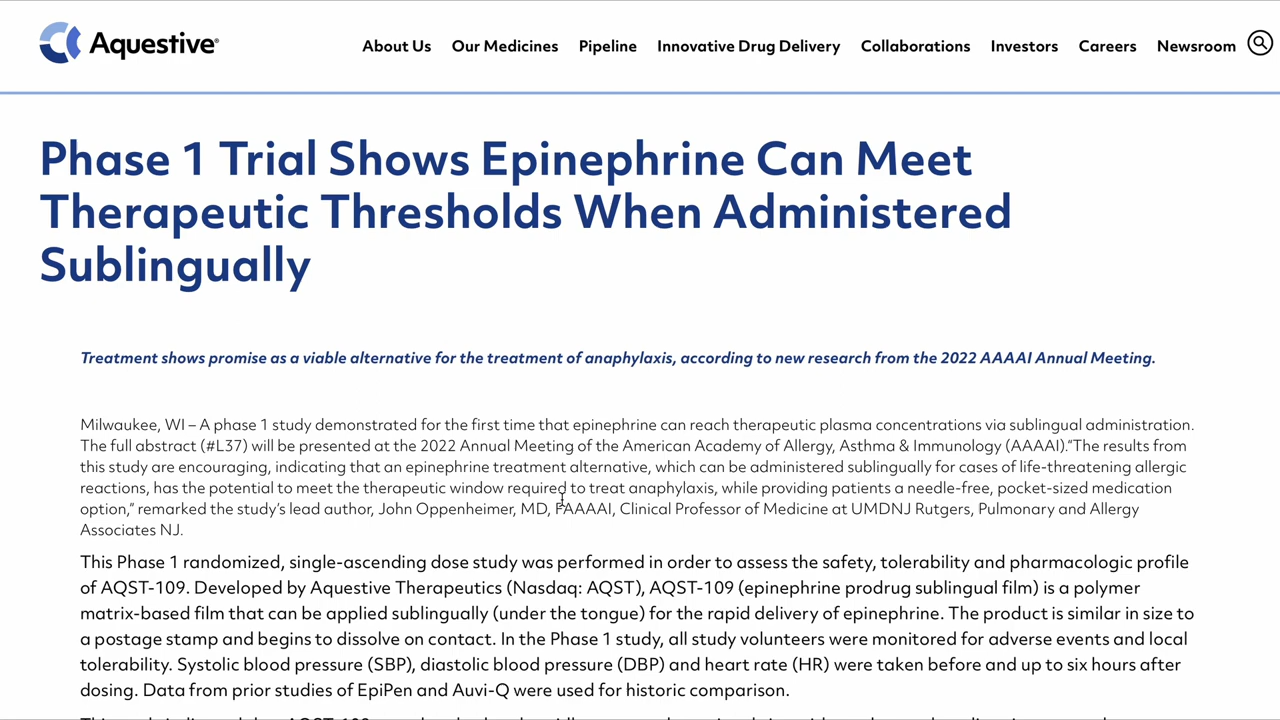 Aquestive®
About Us Our Medicines Pipeline Innovative Drug Delivery Collaborations Investors Careers Newsroom
Phase 1 Trial Shows Epinephrine Can Meet
Therapeutic Thresholds When Administered
Sublingually
Treatment shows promise as a viable alternative for the treatment of anaphylaxis, according to new research from the 2022 AAAAI Annual Meeting.
Milwaukee, WI – A phase 1 study demonstrated for the first time that epinephrine can reach therapeutic plasma concentrations via sublingual administration.
The full abstract (#L37) will be presented at the 2022 Annual Meeting of the American Academy of Allergy, Asthma & Immunology (AAAAI).“The results from
this study are encouraging, indicating that an epinephrine treatment alternative, which can be administered sublingually for cases of life-threatening allergic
reactions, has the potential to meet the therapeutic window required to treat anaphylaxis, while providing patients a needle-free, pocket-sized medication
option,” remarked the study’s lead author, John Oppenheimer, MD, FAAAAI, Clinical Professor of Medicine at UMDNJ Rutgers, Pulmonary and Allergy
Associates NJ.
This Phase 1 randomized, single-ascending dose study was performed in order to assess the safety, tolerability and pharmacologic profile
of AQST-109. Developed by Aquestive Therapeutics (Nasdaq: AQST), AQST-109 (epinephrine prodrug sublingual film) is a polymer
matrix-based film that can be applied sublingually (under the tongue) for the rapid delivery of epinephrine. The product is similar in size to
a postage stamp and begins to dissolve on contact. In the Phase 1 study, all study volunteers were monitored for adverse events and local
tolerability. Systolic blood pressure (SBP), diastolic blood pressure (DBP) and heart rate (HR) were taken before and up to six hours after
dosing. Data from prior studies of EpiPen and Auvi-Q were used for historic comparison.